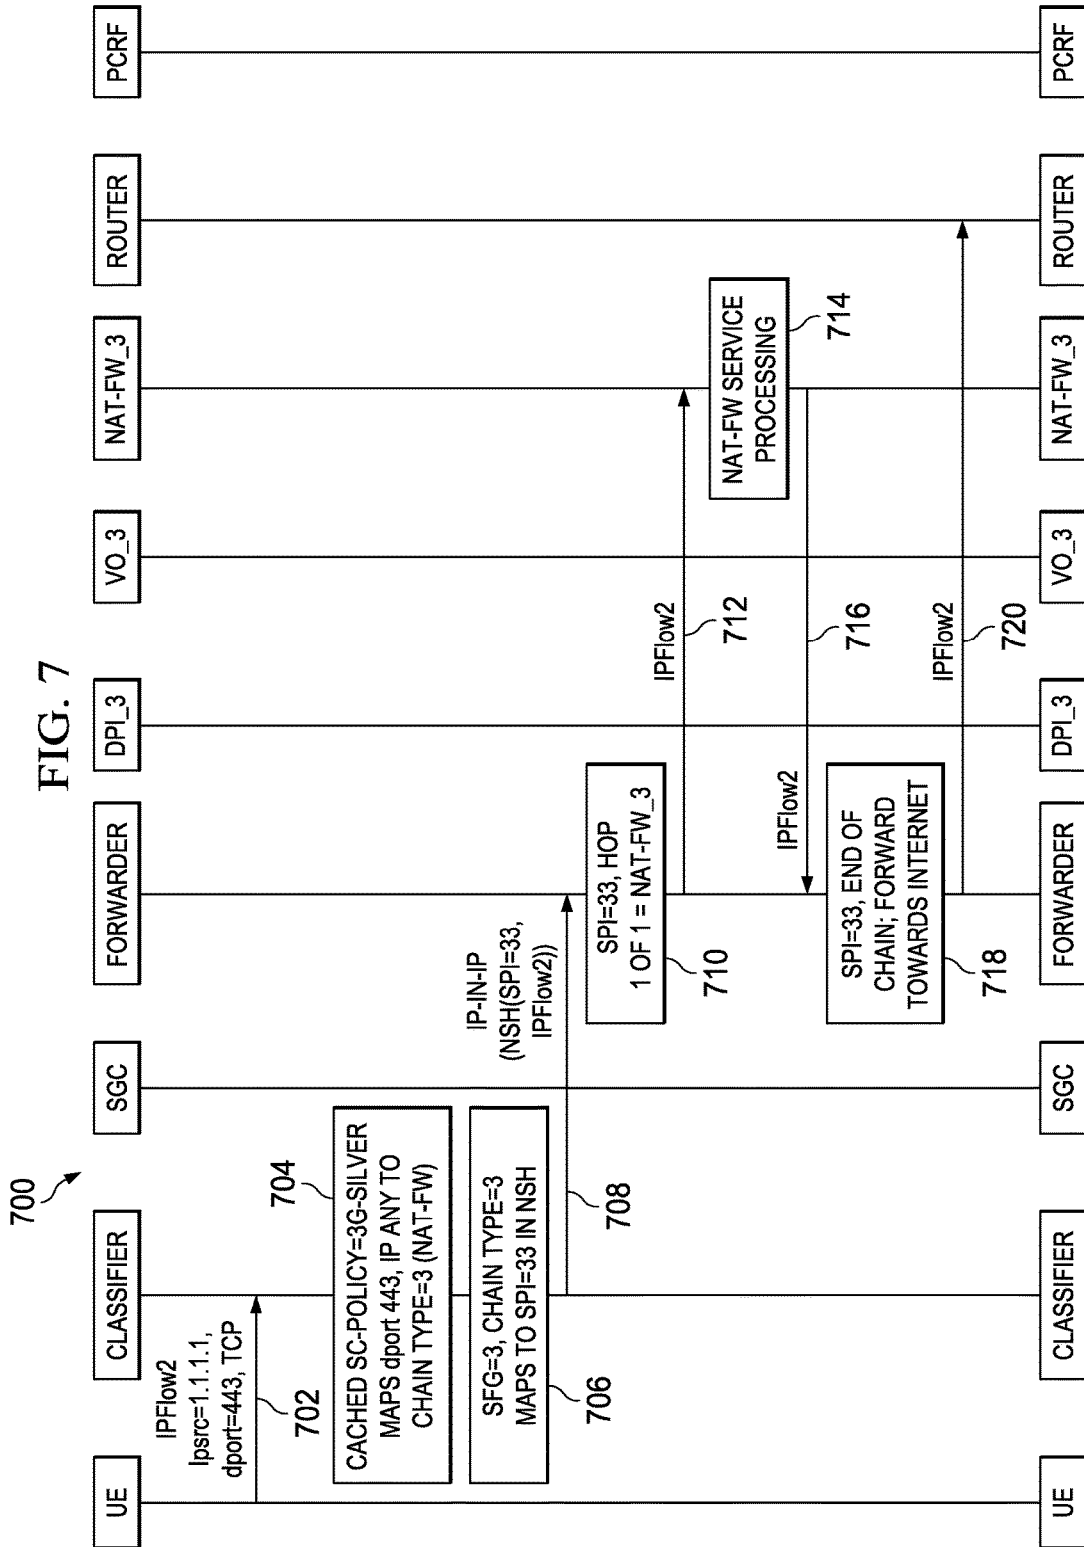 FIG. 7
700
UE
CLASSIFIER
SGC
FORWARDER
DPI_3
VO_3
NAT-FW_3
ROUTER
PCRF
IPFlow2
Ipsrc=1.1.1.1,
dport=443, TCP
702
CACHED SC-POLICY=3G-SILVER
MAPS dport 443, IP ANY TO
CHAIN TYPE=3 (NAT-FW)
704
SFG=3, CHAIN TYPE=3
MAPS TO SPI=33 IN NSH
706
IP-IN-IP
(NSH(SPI=33,
IPFlow2))
708
SPI=33, HOP
1 OF 1 = NAT-FW_3
710
IPFlow2
712
NAT-FW SERVICE
PROCESSING
714
IPFlow2
716
SPI=33, END OF
CHAIN; FORWARD
TOWARDS INTERNET
718
IPFlow2
720
UE
CLASSIFIER
SGC
FORWARDER
DPI_3
VO_3
NAT-FW_3
ROUTER
PCRF